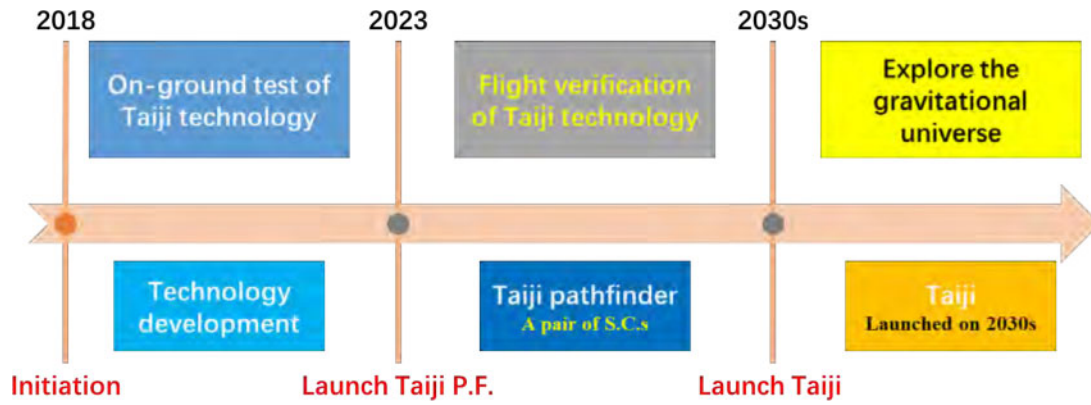 2018
2023
2030s
On-ground test of
Taiji technology
Flight verification
of Taiji technology
Explore the
gravitational
universe
Technology
development
Taiji pathfinder
A pair of S.C.s
Taiji
Launched on 2030s
Initiation
Launch Taiji P.F.
Launch Taiji